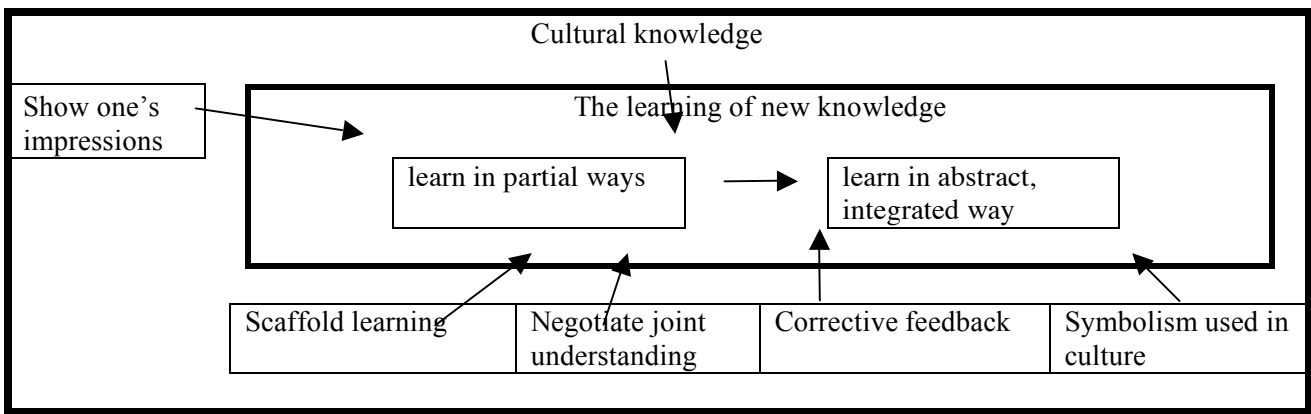 Cultural knowledge
Show one's
impressions
The learning of new knowledge
learn in partial ways
learn in abstract,
integrated way
Scaffold learning
Negotiate joint
understanding
Corrective feedback
Symbolism used in
culture